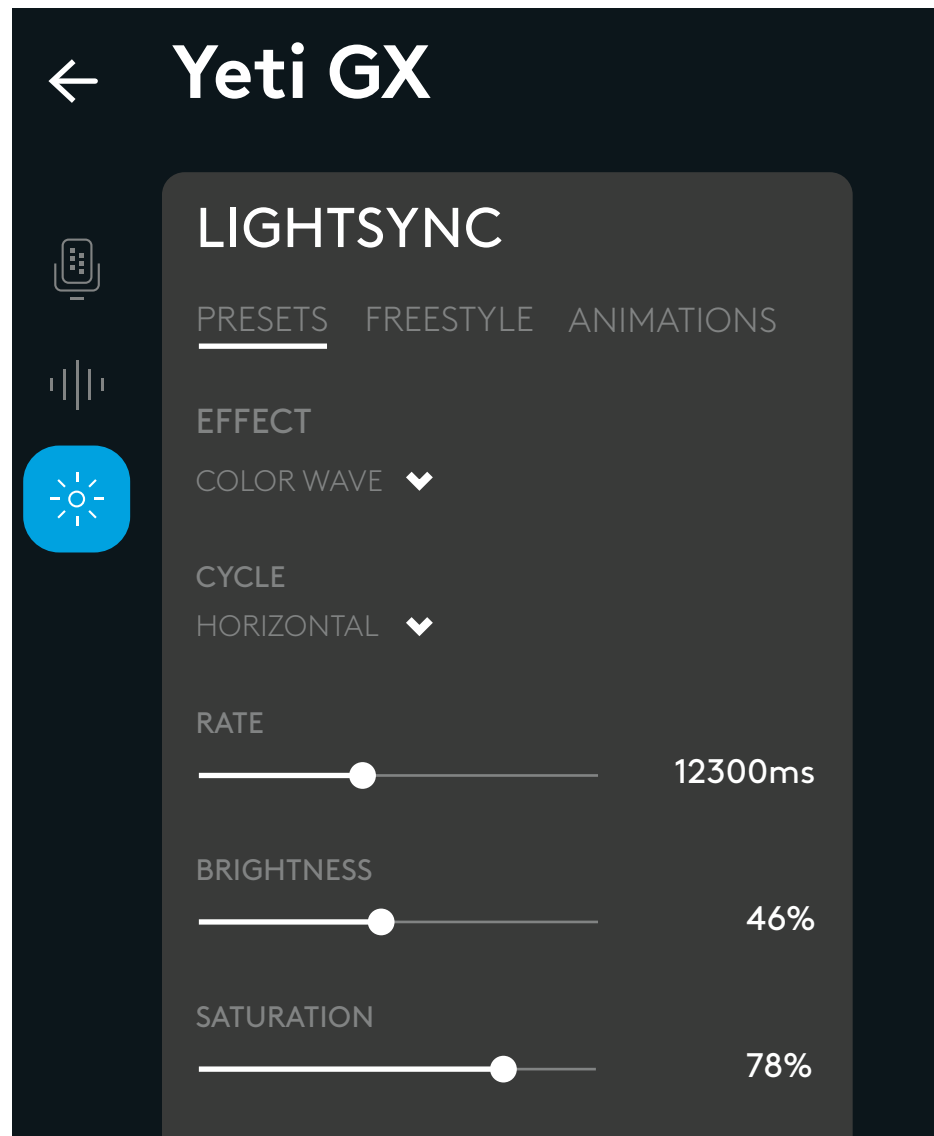 Yeti GX
LIGHTSYNC
PRESETS FREESTYLE ANIMATIONS
EFFECT
COLOR WAVE
CYCLE
HORIZONTAL
RATE
12300ms
BRIGHTNESS
46%
SATURATION
78%